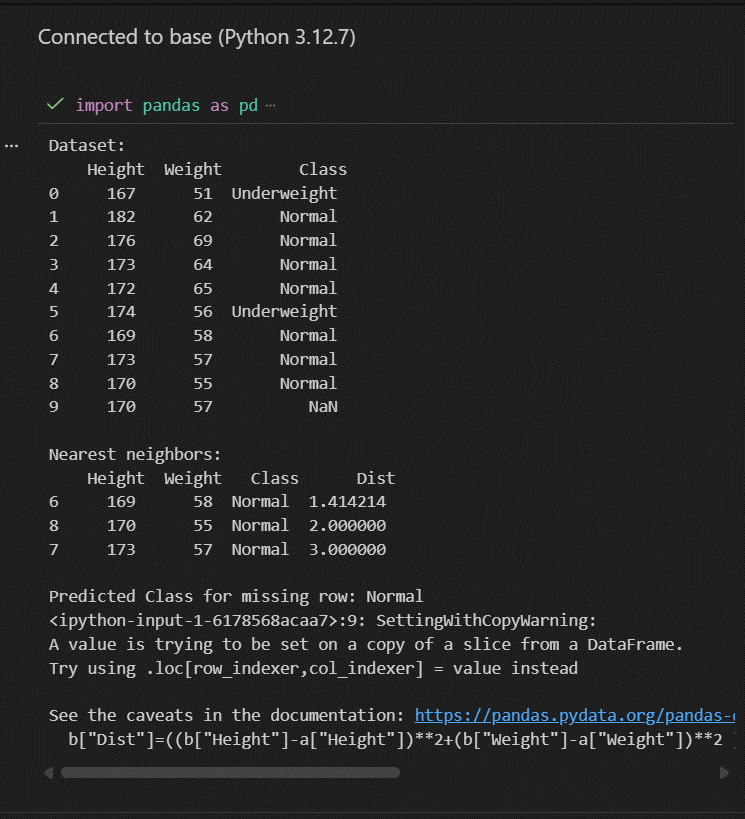 Connected to base (Python 3.12.7)
import pandas as pd ...
Dataset:
Height Weight Class
0 167 51 Underweight
1 182 62 Normal
2 176 69 Normal
3 173 64 Normal
4 172 65 Normal
5 174 56 Underweight
6 169 58 Normal
7 173 57 Normal
8 170 55 Normal
9 170 57 NaN
Nearest neighbors:
Height Weight Class Dist
6 169 58 Normal 1.414214
8 170 55 Normal 2.000000
7 173 57 Normal 3.000000
Predicted Class for missing row: Normal
<ipython-input-1-6178568acaa7>:9: SettingWithCopyWarning:
A value is trying to be set on a copy of a slice from a DataFrame.
Try using .loc[row_indexer,col_indexer] = value instead
See the caveats in the documentation: https://pandas.pydata.org/pandas-
b["Dist"]=((b["Height"]-a["Height"])**2+(b["Weight"]-a["Weight"])**2